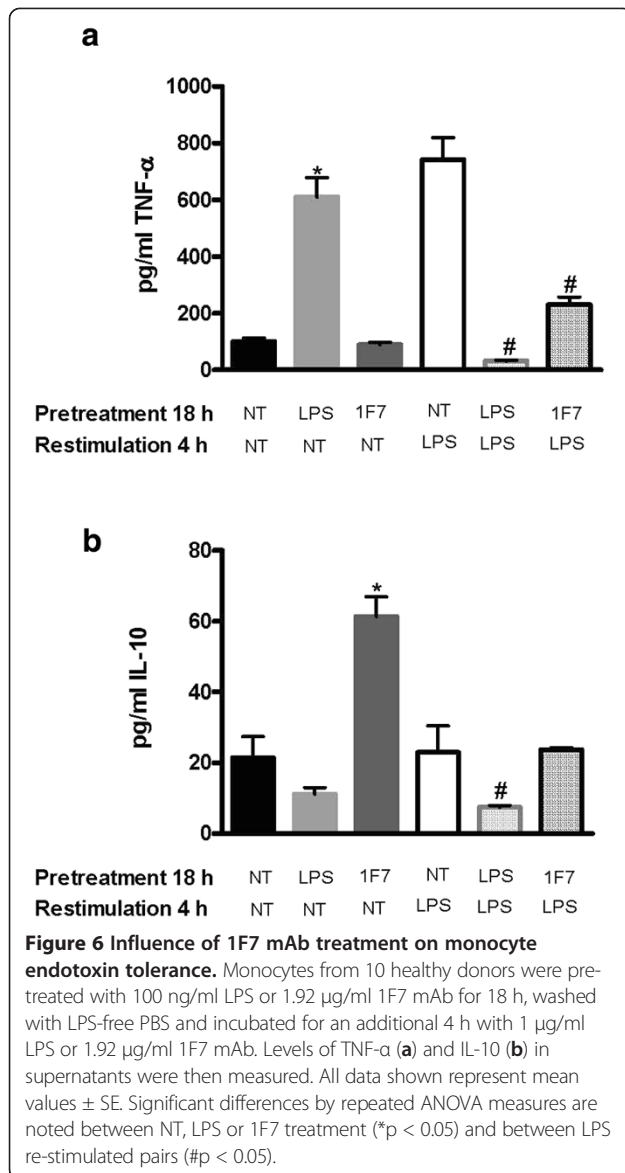 a
1000
800
600
400
200
0
pg/ml TNF-α
*
#
#
Pretreatment 18 h NT LPS 1F7 NT LPS 1F7
Restimulation 4 h NT NT NT LPS LPS LPS
b
80
60
40
20
0
pg/ml IL-10
*
#
Pretreatment 18 h NT LPS 1F7 NT LPS 1F7
Restimulation 4 h NT NT NT LPS LPS LPS
Figure 6 Influence of 1F7 mAb treatment on monocyte
endotoxin tolerance. Monocytes from 10 healthy donors were pre-
treated with 100 ng/ml LPS or 1.92 μg/ml 1F7 mAb for 18 h, washed
with LPS-free PBS and incubated for an additional 4 h with 1 μg/ml
LPS or 1.92 μg/ml 1F7 mAb. Levels of TNF-α (a) and IL-10 (b) in
supernatants were then measured. All data shown represent mean
values ± SE. Significant differences by repeated ANOVA measures are
noted between NT, LPS or 1F7 treatment (*p < 0.05) and between LPS
re-stimulated pairs (#p < 0.05).